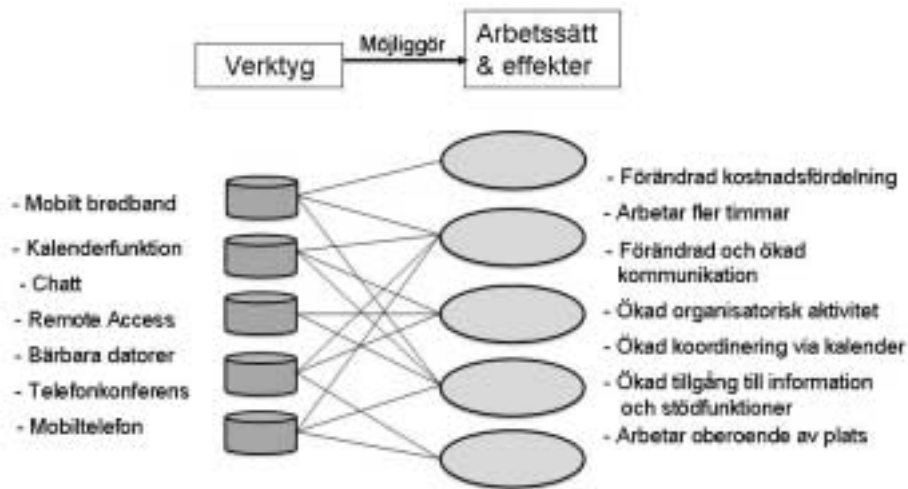 Verktyg
Möjliggör
Arbetssätt
& effekter
- Mobilt bredband
- Kalenderfunktion
- Chatt
- Remote Access
- Bärbara datorer
- Telefonkonferens
- Mobiltelefon
- Förändrad kostnadsfördelning
- Arbetar fler timmar
- Förändrad och ökad
kommunikation
- Ökad organisatorisk aktivitet
- Ökad koordinering via kalender
- Ökad tillgång till information
och stödfunktioner
- Arbetar oberoende av plats